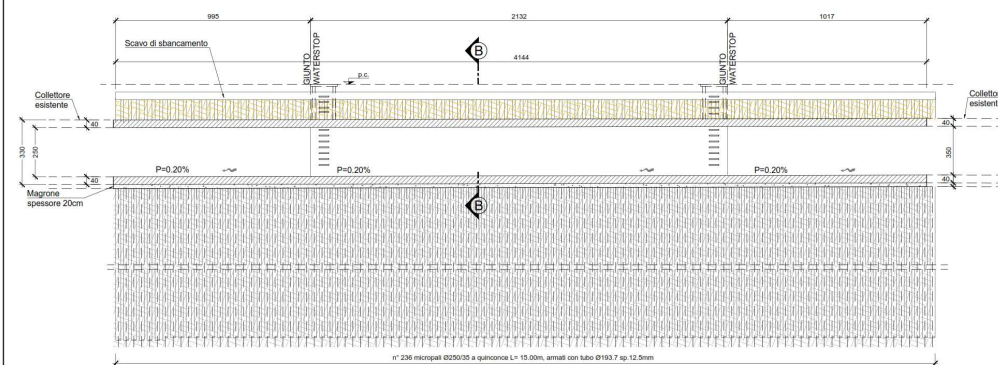 995
2132
1017
4144
Scavo di sbancamento
GIUNTO
WATERSTOP
B
GIUNTO
WATERSTOP
p.c.
Collettore
esistente
Collettor
esistent
40
40
330
250
350
P=0.20%
P=0.20%
P=0.20%
40
40
Magrone
spessore 20cm
B
n° 236 micropali Ø250/35 a quinconce L= 15.00m, armati con tubo Ø193.7 sp.12.5mm